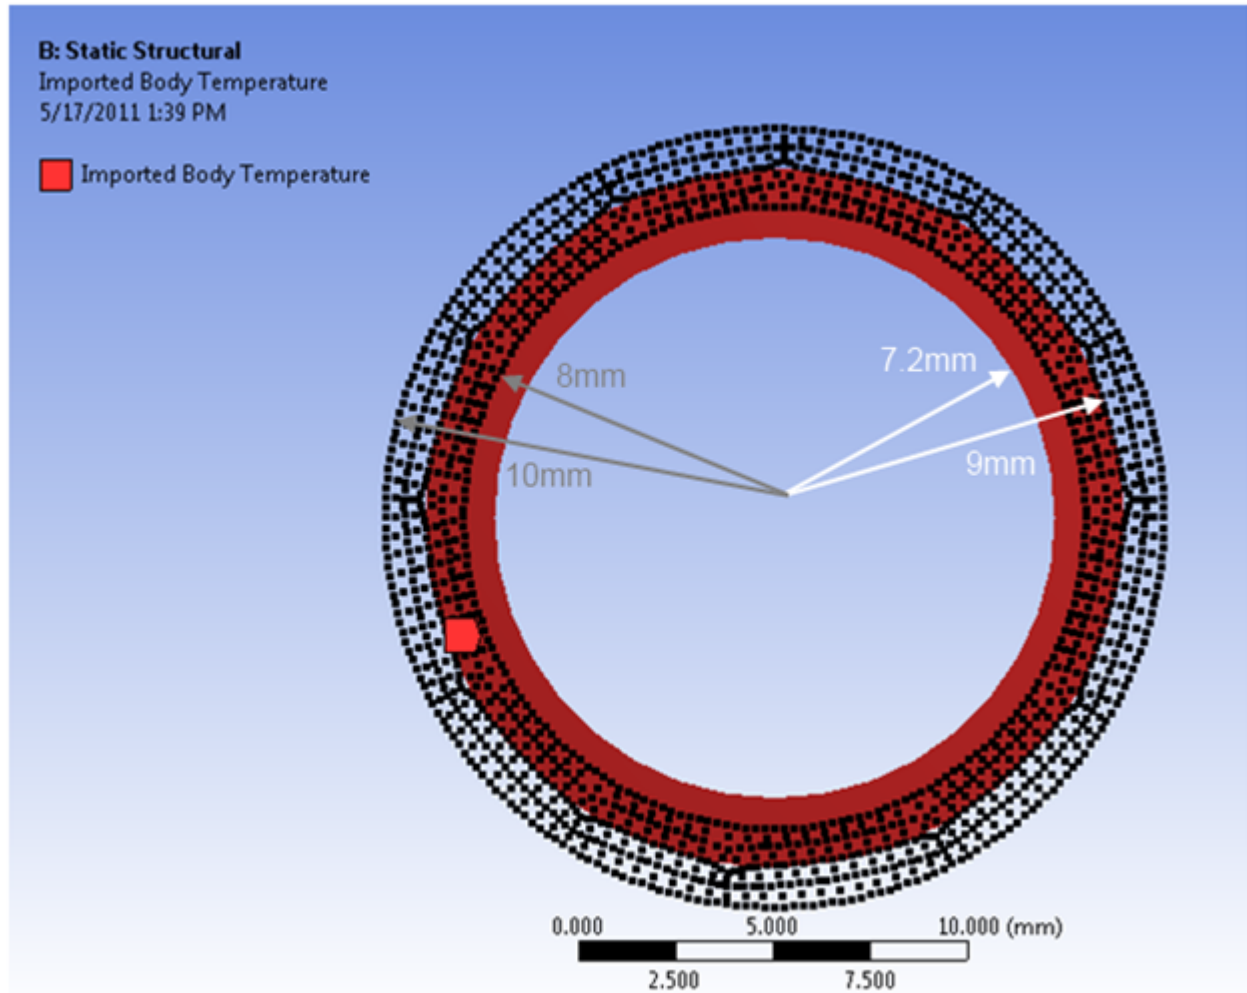 B: Static Structural
Imported Body Temperature
5/17/2011 1:39 PM
Imported Body Temperature
8mm
7.2mm
10mm
9mm
0.000 5.000 10.000 (mm)
2.500 7.500